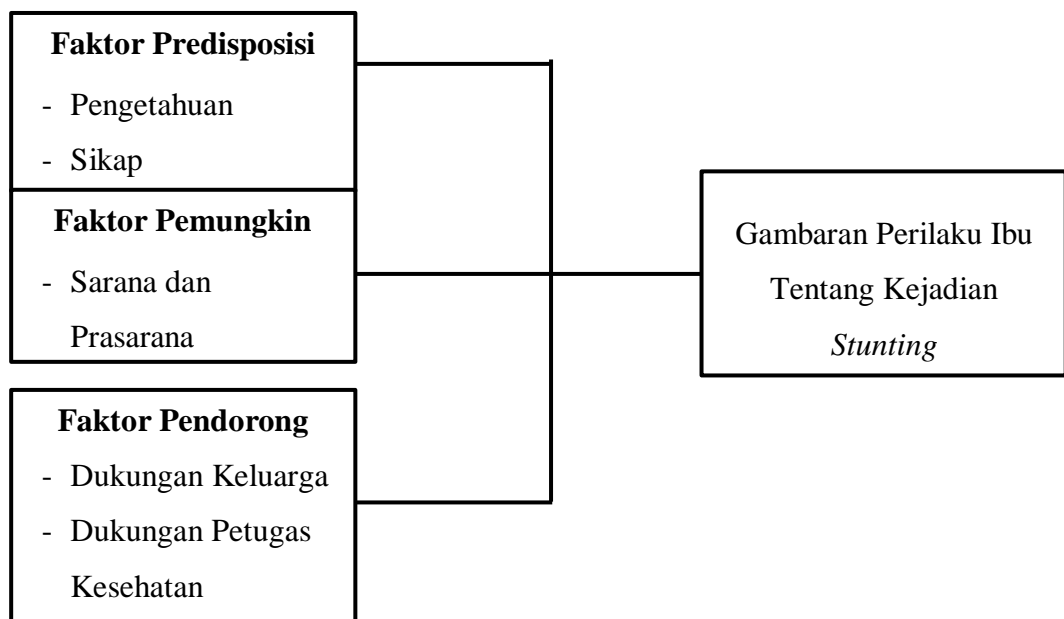 Faktor Predisposisi
- Pengetahuan
- Sikap
Faktor Pemungkin
- Sarana dan
Prasarana
Faktor Pendorong
- Dukungan Keluarga
- Dukungan Petugas
Kesehatan
Gambaran Perilaku Ibu
Tentang Kejadian
Stunting